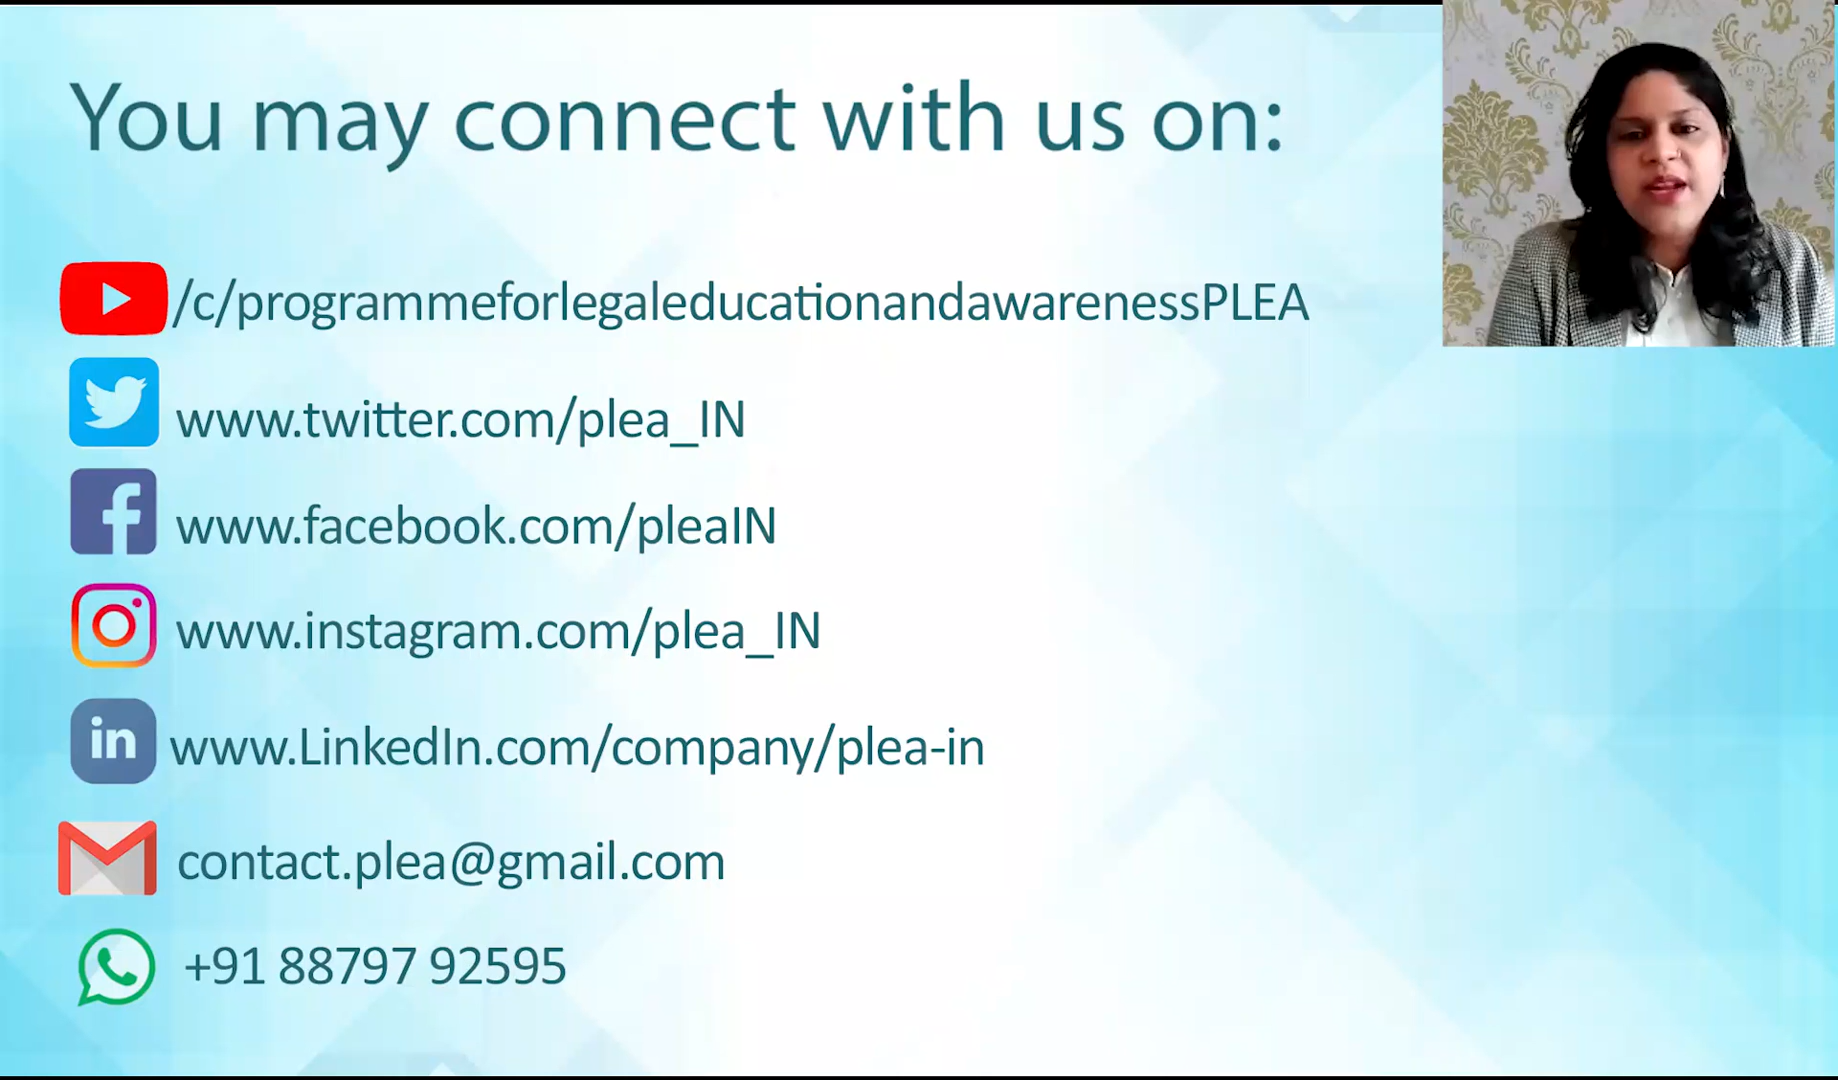 You may connect with us on:
/c/programmeforlegaleducationandawarenessPLEA
www.twitter.com/plea_IN
www.facebook.com/pleaIN
www.instagram.com/plea_IN
in www.LinkedIn.com/company/plea-in
contact.plea@gmail.com
+91 88797 92595